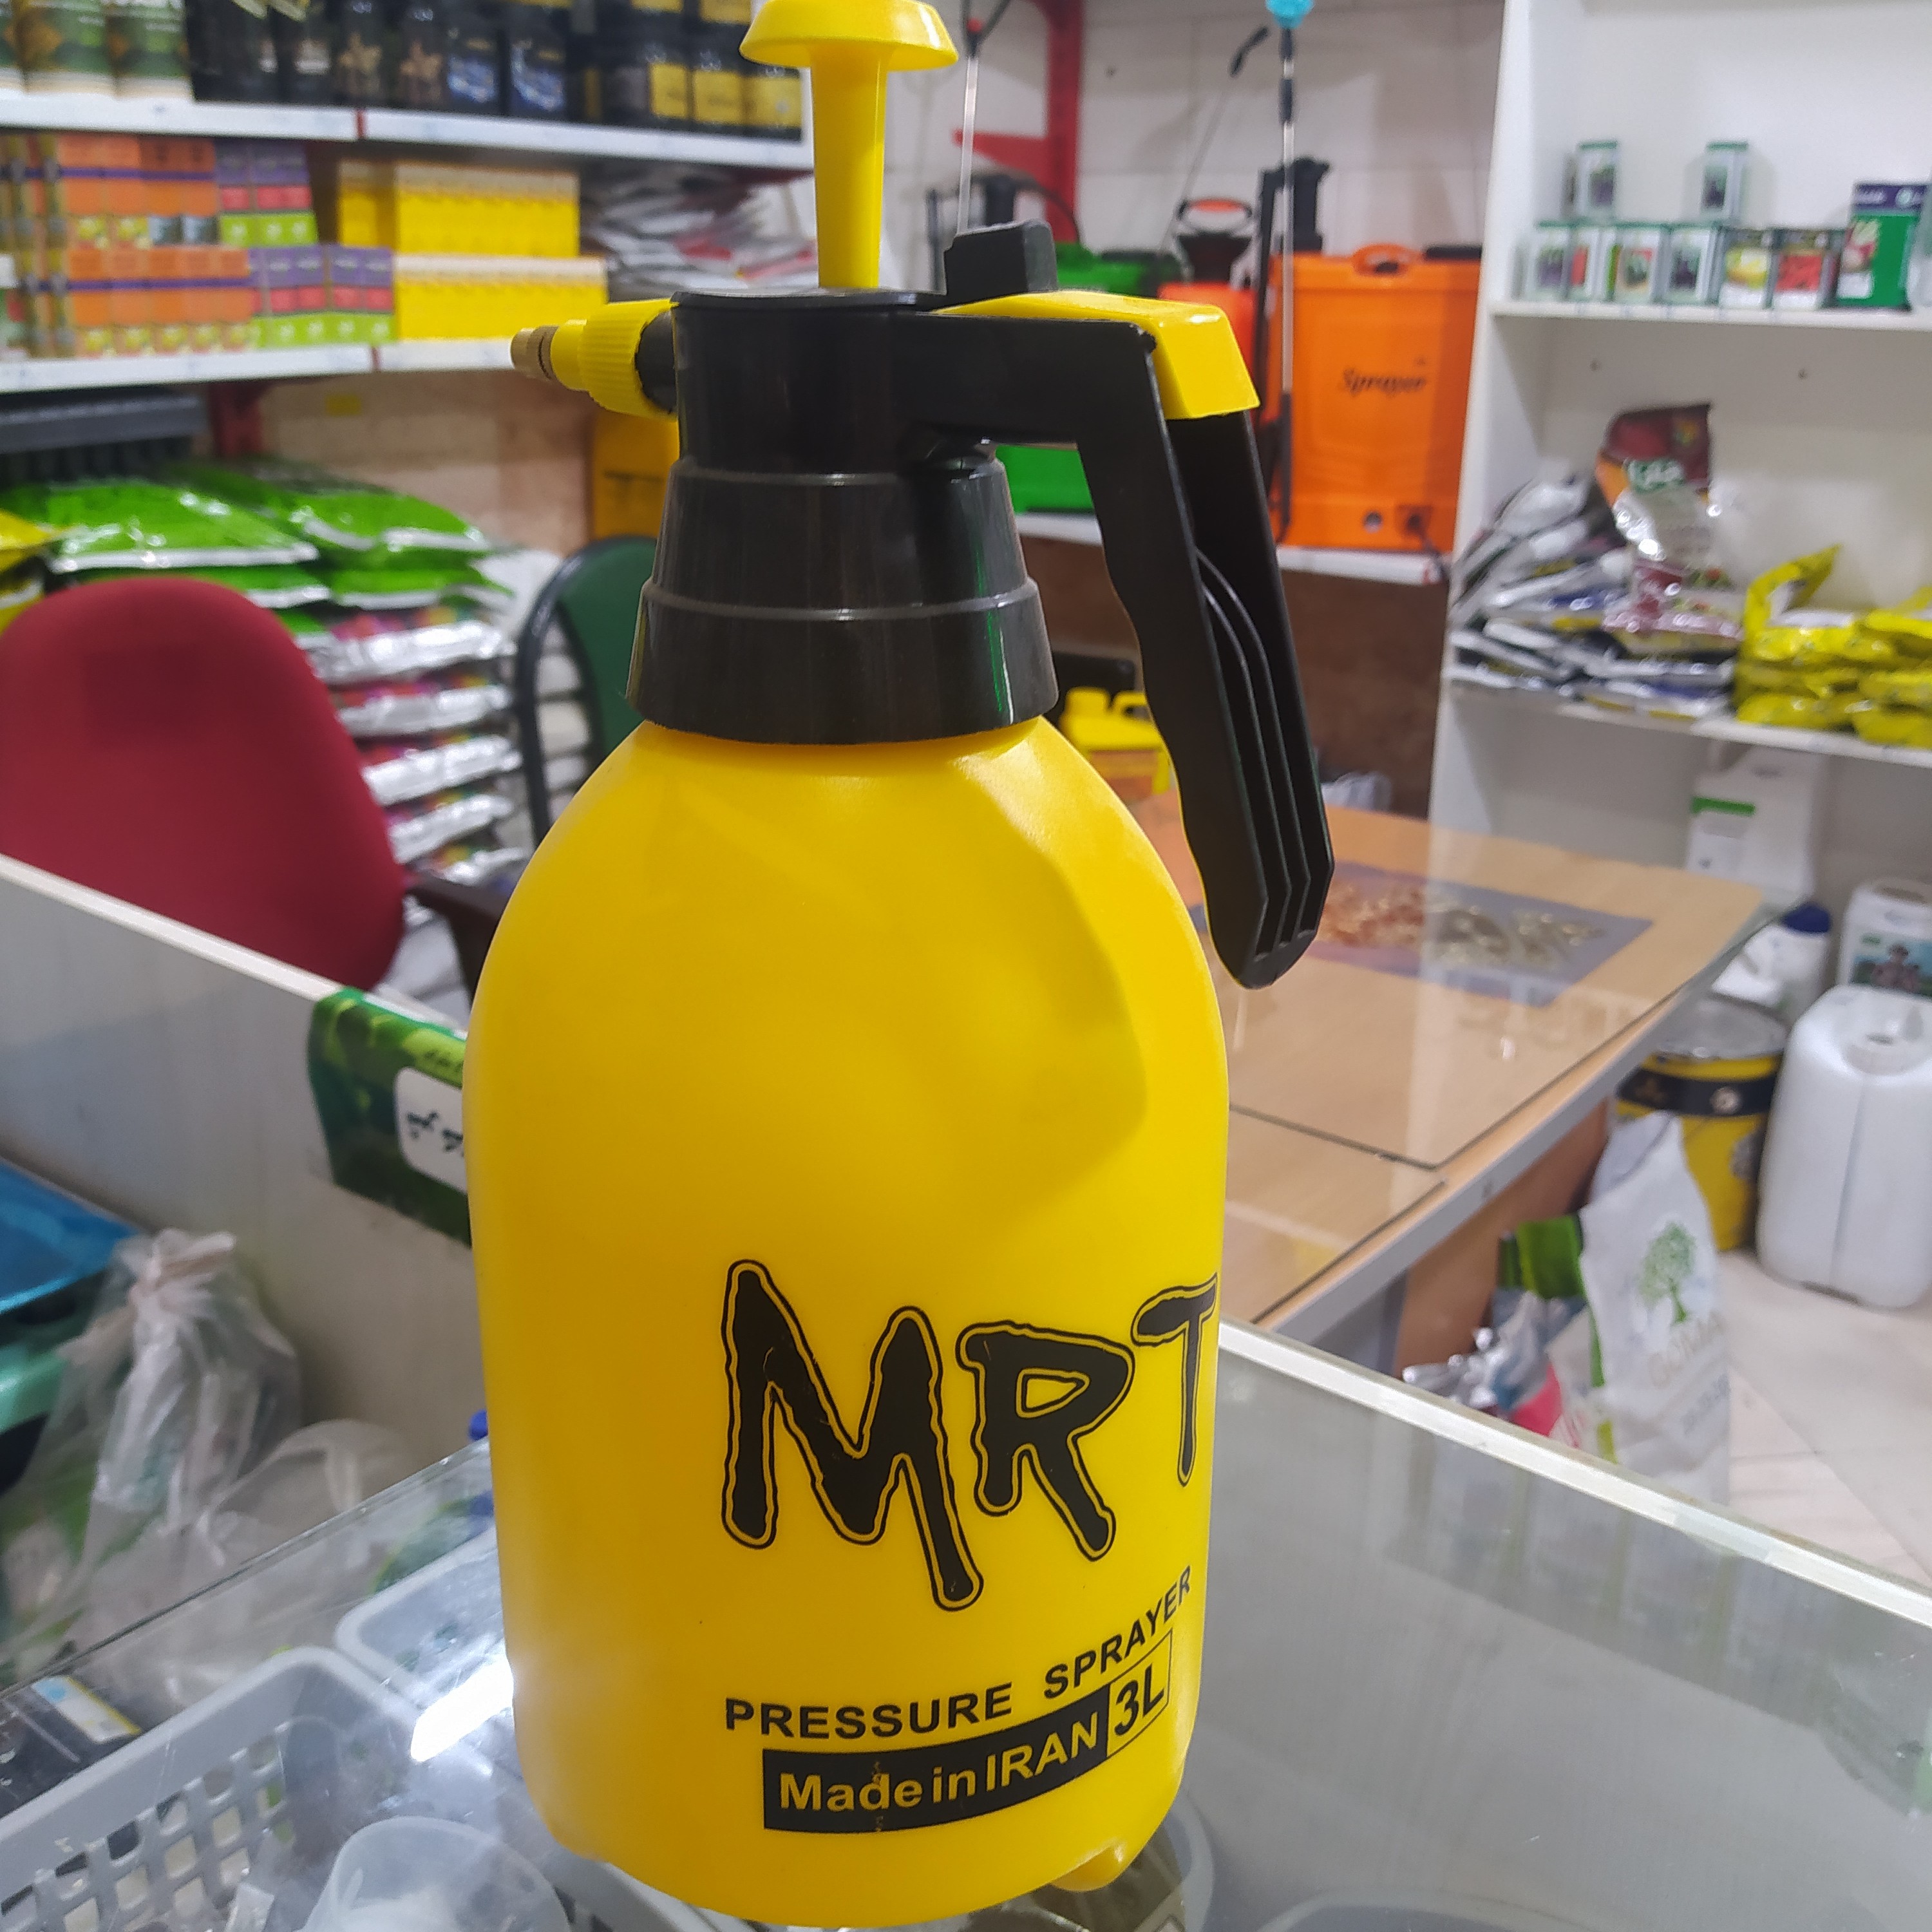 Sprayer
MRT
PRESSURE SPRAYER
Made in IRAN 3L